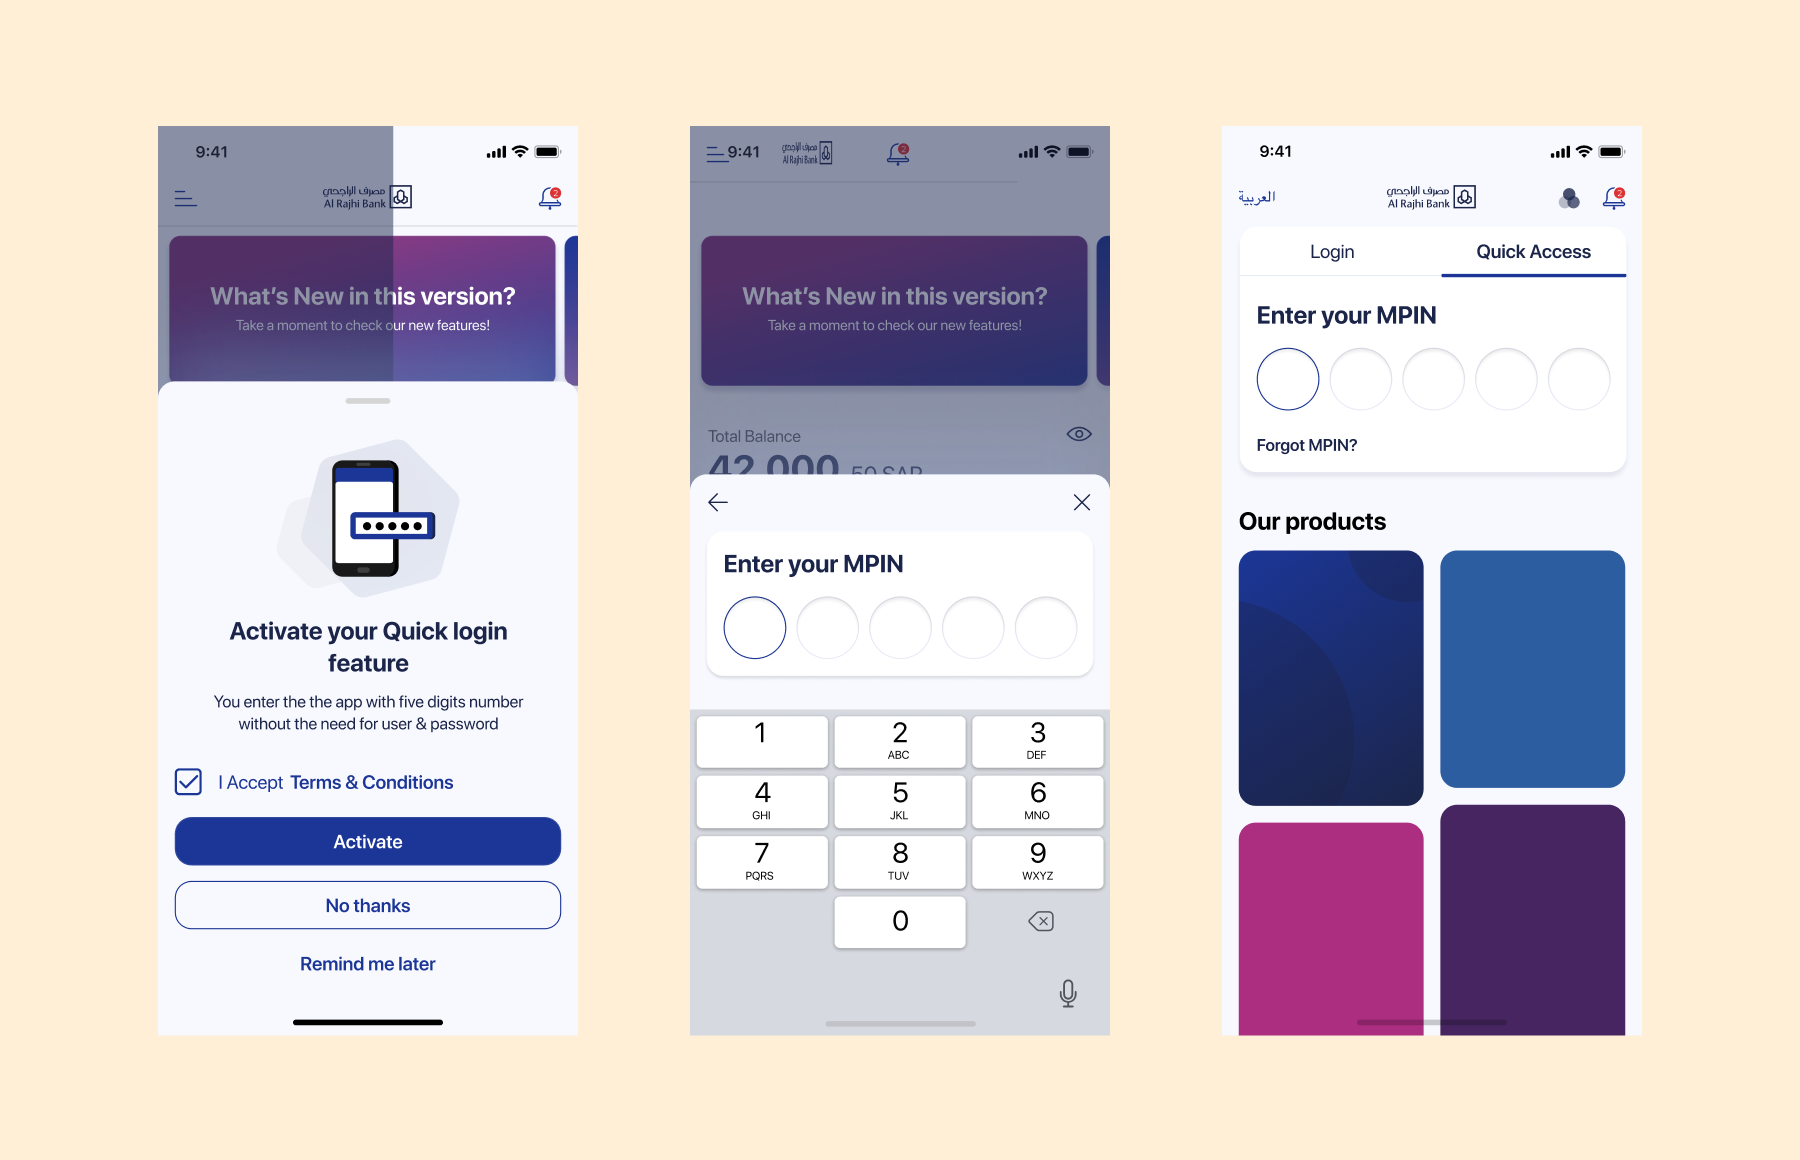 9:41
مصرف الراجحي
Al Rajhi Bank
2
What's New in this version?
Take a moment to check our new features!
Activate your Quick login
feature
You enter the the app with five digits number
without the need for user & password
I Accept Terms & Conditions
Activate
No thanks
Remind me later
9:41
مصرف الراجحي
Al Rajhi Bank
2
What's New in this version?
Take a moment to check our new features!
Total Balance
42,000 .50 SAR
Enter your MPIN
1
2
ABC
3
DEF
4
GHI
5
JKL
6
MNO
7
PQRS
8
TUV
9
WXYZ
0
9:41
العربية
مصرف الراجحي
Al Rajhi Bank
2
Login
Quick Access
Enter your MPIN
Forgot MPIN?
Our products